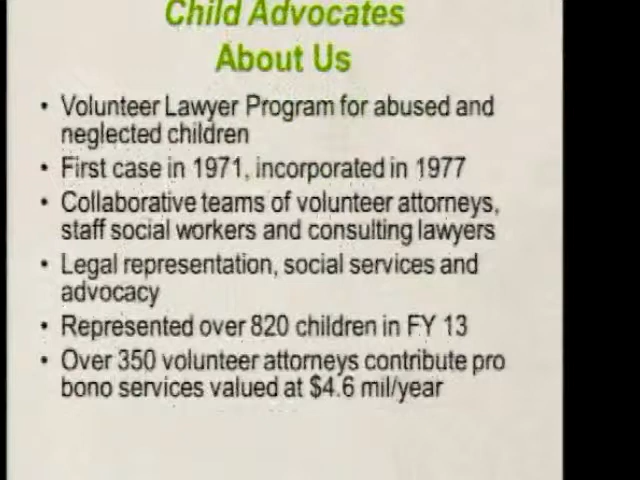 Child Advocates
About Us
• Volunteer Lawyer Program for abused and
neglected children
• First case in 1971, incorporated in 1977
• Collaborative teams of volunteer attorneys,
staff social workers and consulting lawyers
• Legal representation, social services and
advocacy
• Represented over 820 children in FY 13
• Over 350 volunteer attorneys contribute pro
bono services valued at $4.6 mil/year